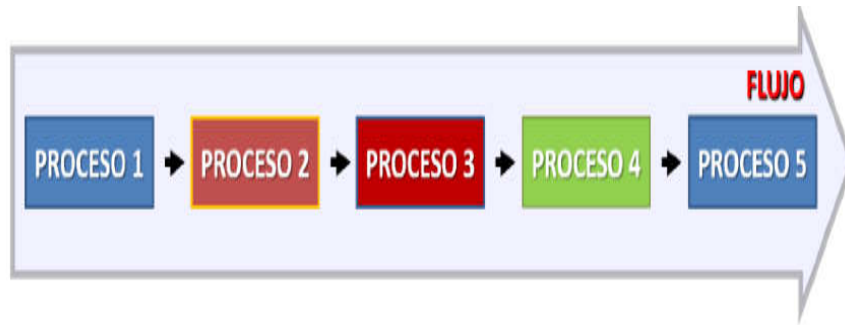 FLUJO
PROCESO 1
PROCESO 2
PROCESO 3
PROCESO 4
PROCESO 5